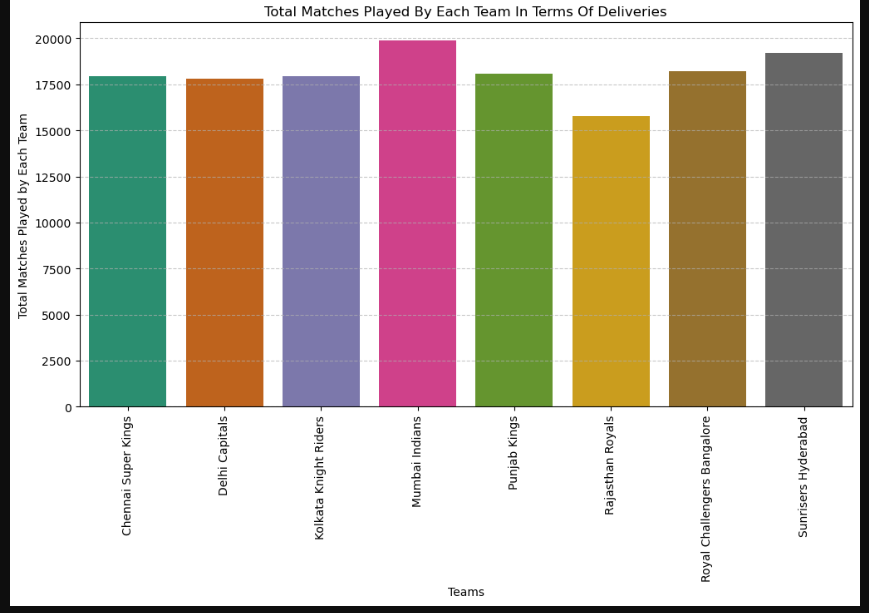 Total Matches Played By Each Team In Terms Of Deliveries
Total Matches Played by Each Team
20000
17500
15000
12500
10000
7500
5000
2500
0
Chennai Super Kings
Delhi Capitals
Kolkata Knight Riders
Mumbai Indians
Punjab Kings
Rajasthan Royals
Royal Challengers Bangalore
Sunrisers Hyderabad
Teams